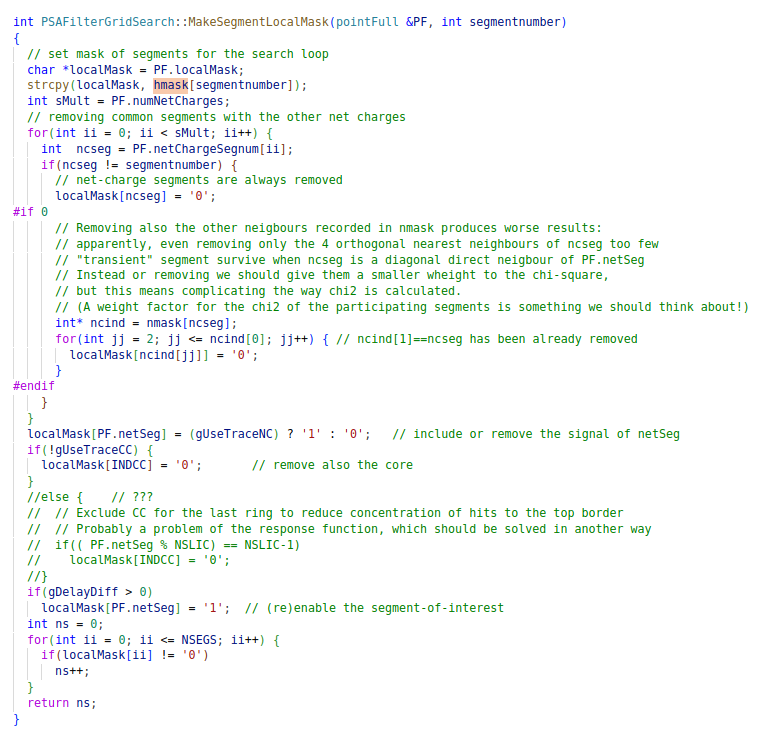 int PSAFilterGridSearch::MakeSegmentLocalMask(pointFull &PF, int segmentnumber)
{
  // set mask of segments for the search loop
  char *localMask = PF.localMask;
  strcpy(localMask, hmask[segmentnumber]);
  int sMult = PF.numNetCharges;
  // removing common segments with the other net charges
  for(int ii = 0; ii < sMult; ii++) {
    int  ncseg = PF.netChargeSegnum[ii];
    if(ncseg != segmentnumber) {
      // net-charge segments are always removed
      localMask[ncseg] = '0';
#if 0
      // Removing also the other neigbours recorded in nmask produces worse results:
      // apparently, even removing only the 4 orthogonal nearest neighbours of ncseg too few
      // "transient" segment survive when ncseg is a diagonal direct neigbour of PF.netSeg
      // Instead or removing we should give them a smaller wheight to the chi-square,
      // but this means complicating the way chi2 is calculated.
      // (A weight factor for the chi2 of the participating segments is something we should think about!)
      int* ncind = nmask[ncseg];
      for(int jj = 2; jj <= ncind[0]; jj++) { // ncind[1]==ncseg has been already removed
        localMask[ncind[jj]] = '0';
      }
#endif
    }
  }
  localMask[PF.netSeg] = (gUseTraceNC) ? '1' : '0';   // include or remove the signal of netSeg
  if(!gUseTraceCC) {
    localMask[INDCC] = '0';       // remove also the core
  }
  //else {    // ???
  //  // Exclude CC for the last ring to reduce concentration of hits to the top border
  //  // Probably a problem of the response function, which should be solved in another way
  //  if(( PF.netSeg % NSLIC) == NSLIC-1)
  //    localMask[INDCC] = '0';
  //}
  if(gDelayDiff > 0)
    localMask[PF.netSeg] = '1';  // (re)enable the segment-of-interest
  int ns = 0;
  for(int ii = 0; ii <= NSEGS; ii++) {
    if(localMask[ii] != '0')
      ns++;
  }
  return ns;
}